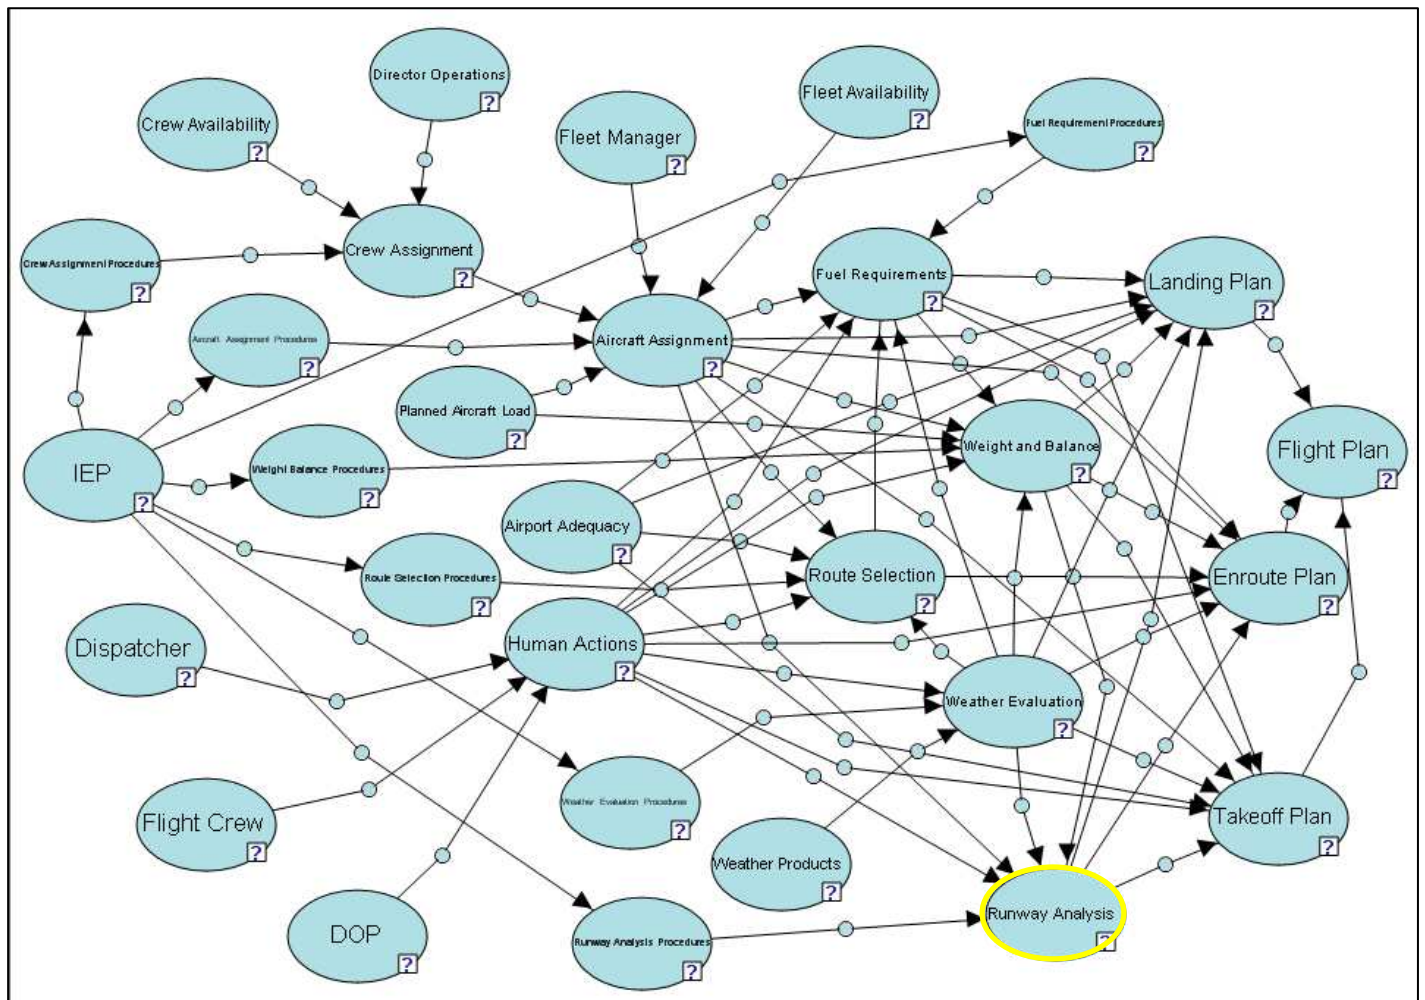 Director Operations
?
Crew Availability
?
Fleet Manager
?
Fleet Availability
?
Fuel Requirement Procedures
?
Crew Assignment Procedures
?
Crew Assignment
?
Fuel Requirements
?
Landing Plan
?
Aircraft Assignment Procedures
?
Aircraft Assignment
?
Planned Aircraft Load
?
IEP
?
Weight Balance Procedures
?
Weight and Balance
?
Flight Plan
?
Airport Adequacy
?
Route Selection Procedures
?
Route Selection
?
Enroute Plan
?
Dispatcher
?
Human Actions
?
Weather Evaluation
?
Weather Evaluation Procedures
?
Flight Crew
?
Takeoff Plan
?
Weather Products
?
DOP
?
Runway Analysis Procedures
?
Runway Analysis
?